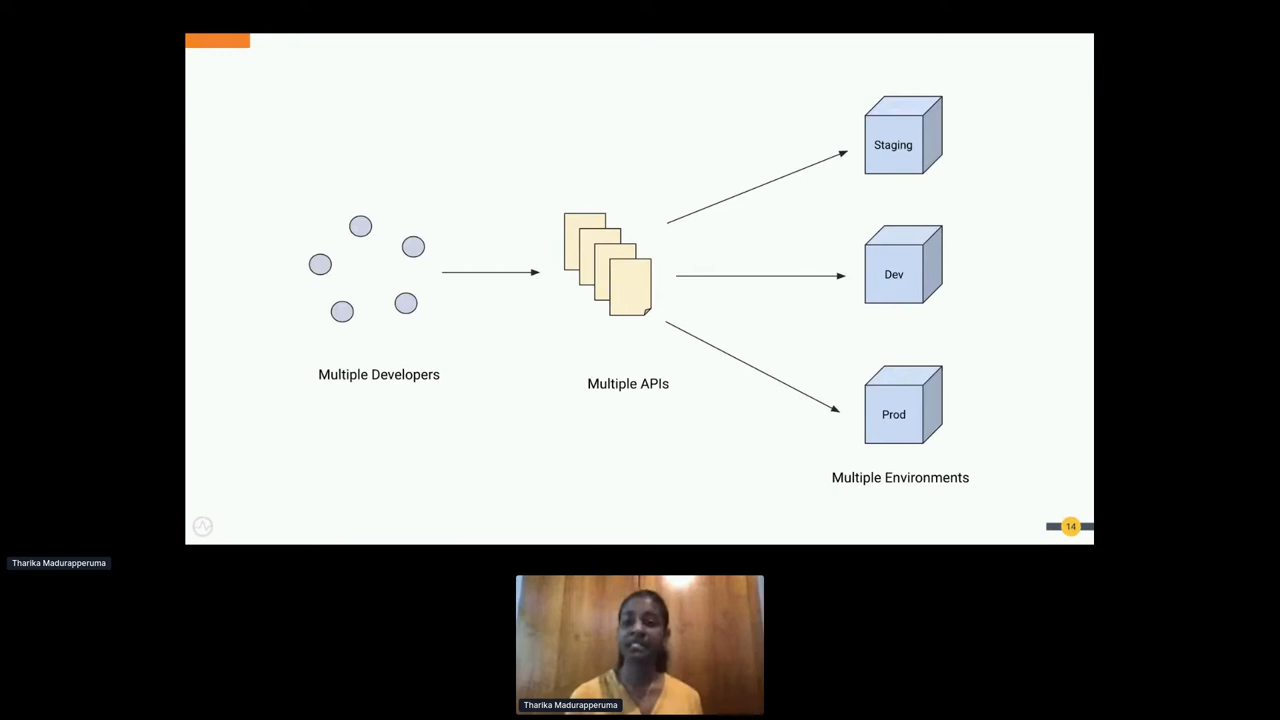 Staging
Dev
Multiple Developers
Multiple APIs
Prod
Multiple Environments
14
Tharika Madurapperuma
Tharika Madurapperuma